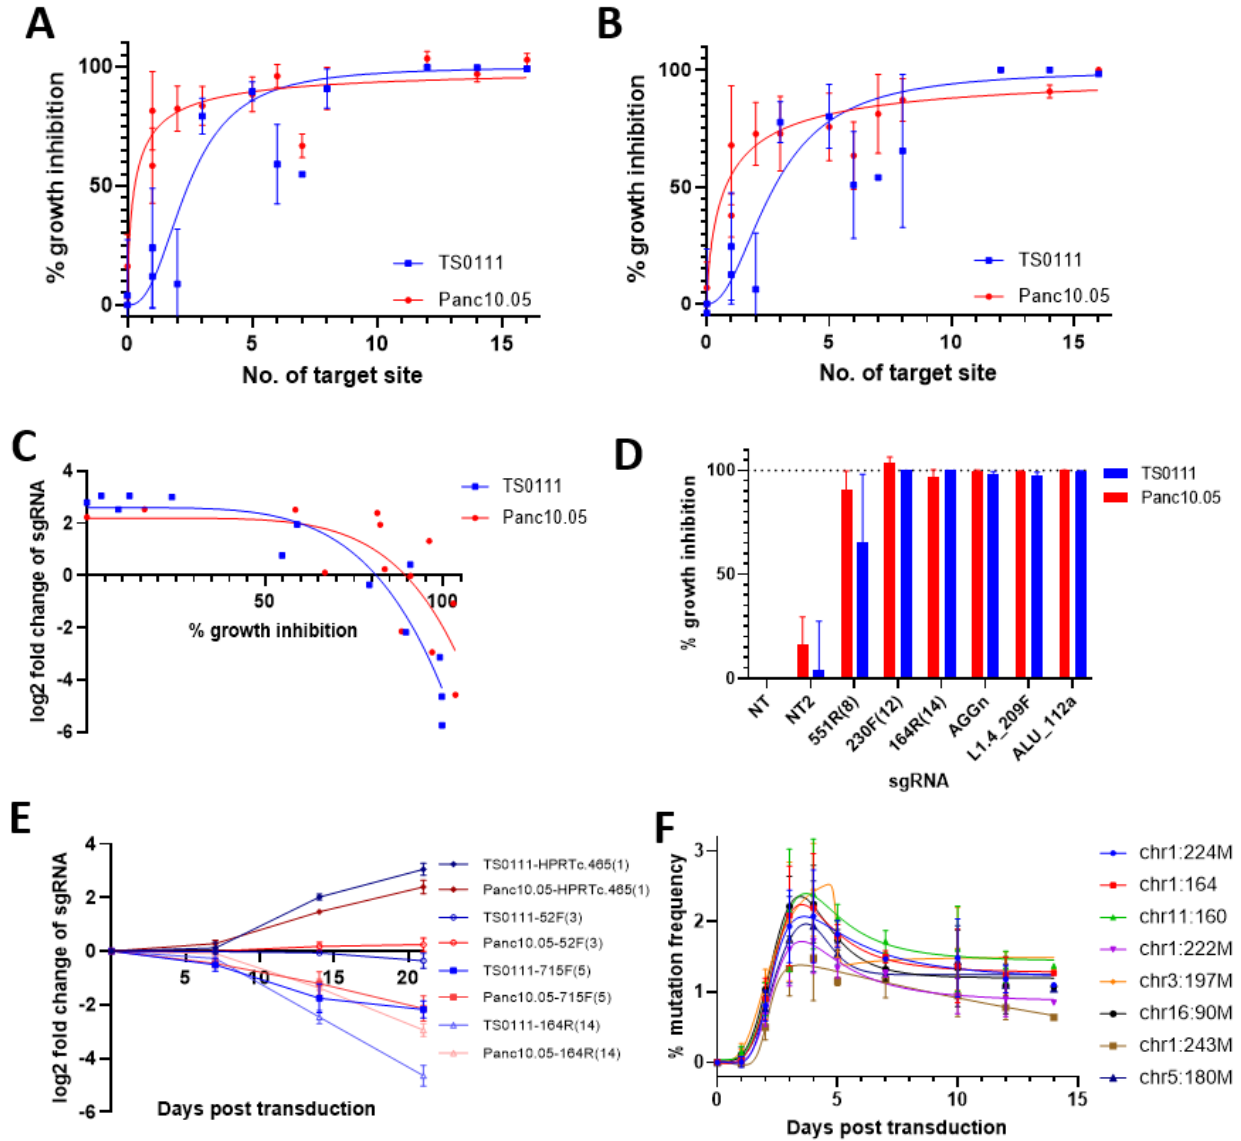 A
100
50
0
% growth inhibition
TS0111
Panc10.05
0
5
10
15
No. of target site
B
100
50
0
% growth inhibition
TS0111
Panc10.05
0
5
10
15
No. of target site
C
4
2
0
-2
-4
-6
log2 fold change of sgRNA
50
100
% growth inhibition
TS0111
Panc10.05
D
100
50
0
% growth inhibition
TS0111
Panc10.05
NT
NT2
551R(8)
230F(12)
164R(14)
AGGn
L1.4_209F
ALU_112a
sgRNA
E
4
2
0
-2
-4
-6
log2 fold change of sgRNA
5
10
15
20
Days post transduction
TS0111-HPRTc.465(1)
Panc10.05-HPRTc.465(1)
TS0111-52F(3)
Panc10.05-52F(3)
TS0111-715F(5)
Panc10.05-715F(5)
TS0111-164R(14)
Panc10.05-164R(14)
F
3
2
1
0
% mutation frequency
0
5
10
15
Days post transduction
chr1:224M
chr1:164
chr11:160
chr1:222M
chr3:197M
chr16:90M
chr1:243M
chr5:180M